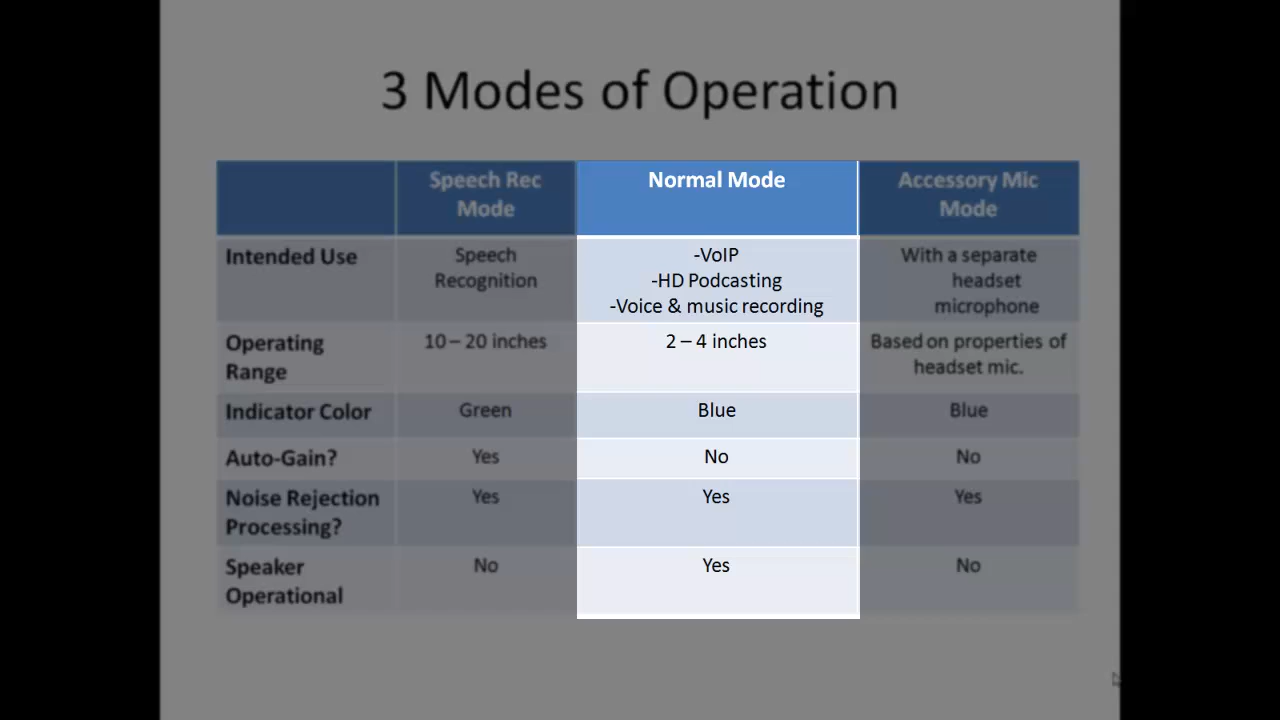 3 Modes of Operation
Speech Rec
Mode
Normal Mode
Accessory Mic
Mode
Intended Use
Speech
Recognition
-VoIP
-HD Podcasting
-Voice & music recording
With a separate
headset
microphone
Operating
Range
10 – 20 inches
2 – 4 inches
Based on properties of
headset mic.
Indicator Color
Green
Blue
Blue
Auto-Gain?
Yes
No
No
Noise Rejection
Processing?
Yes
Yes
Yes
Speaker
Operational
No
Yes
No